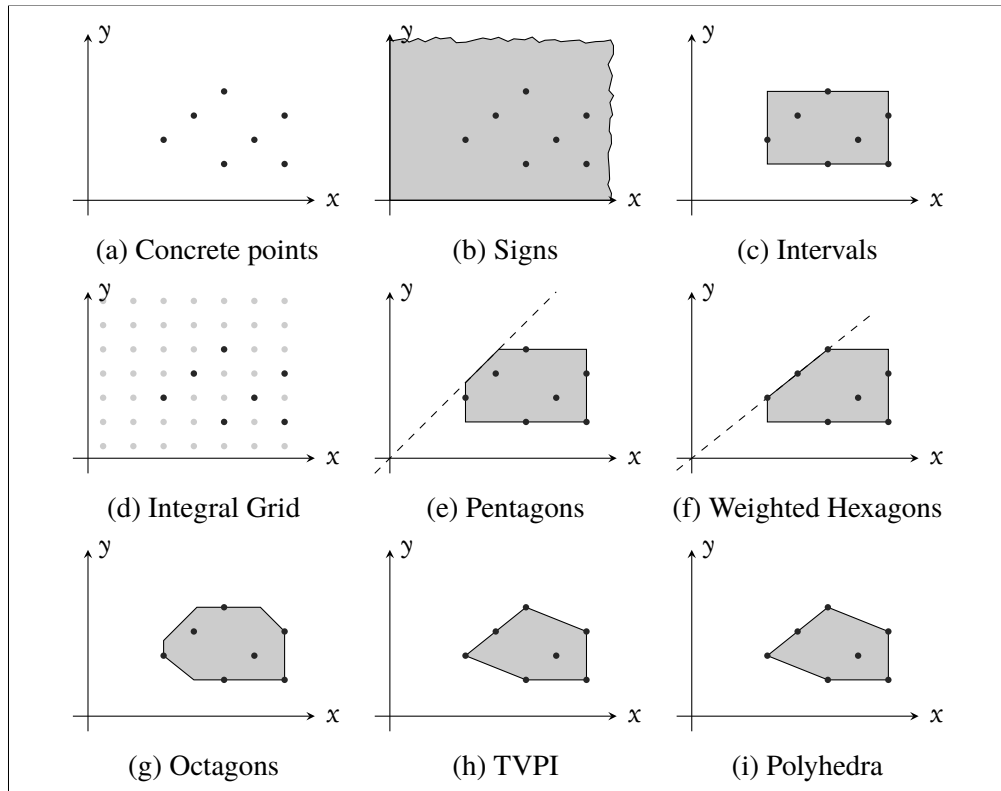 y
x
(a) Concrete points
y
x
(b) Signs
y
x
(c) Intervals
y
x
(d) Integral Grid
y
x
(e) Pentagons
y
x
(f) Weighted Hexagons
y
x
(g) Octagons
y
x
(h) TVPI
y
x
(i) Polyhedra